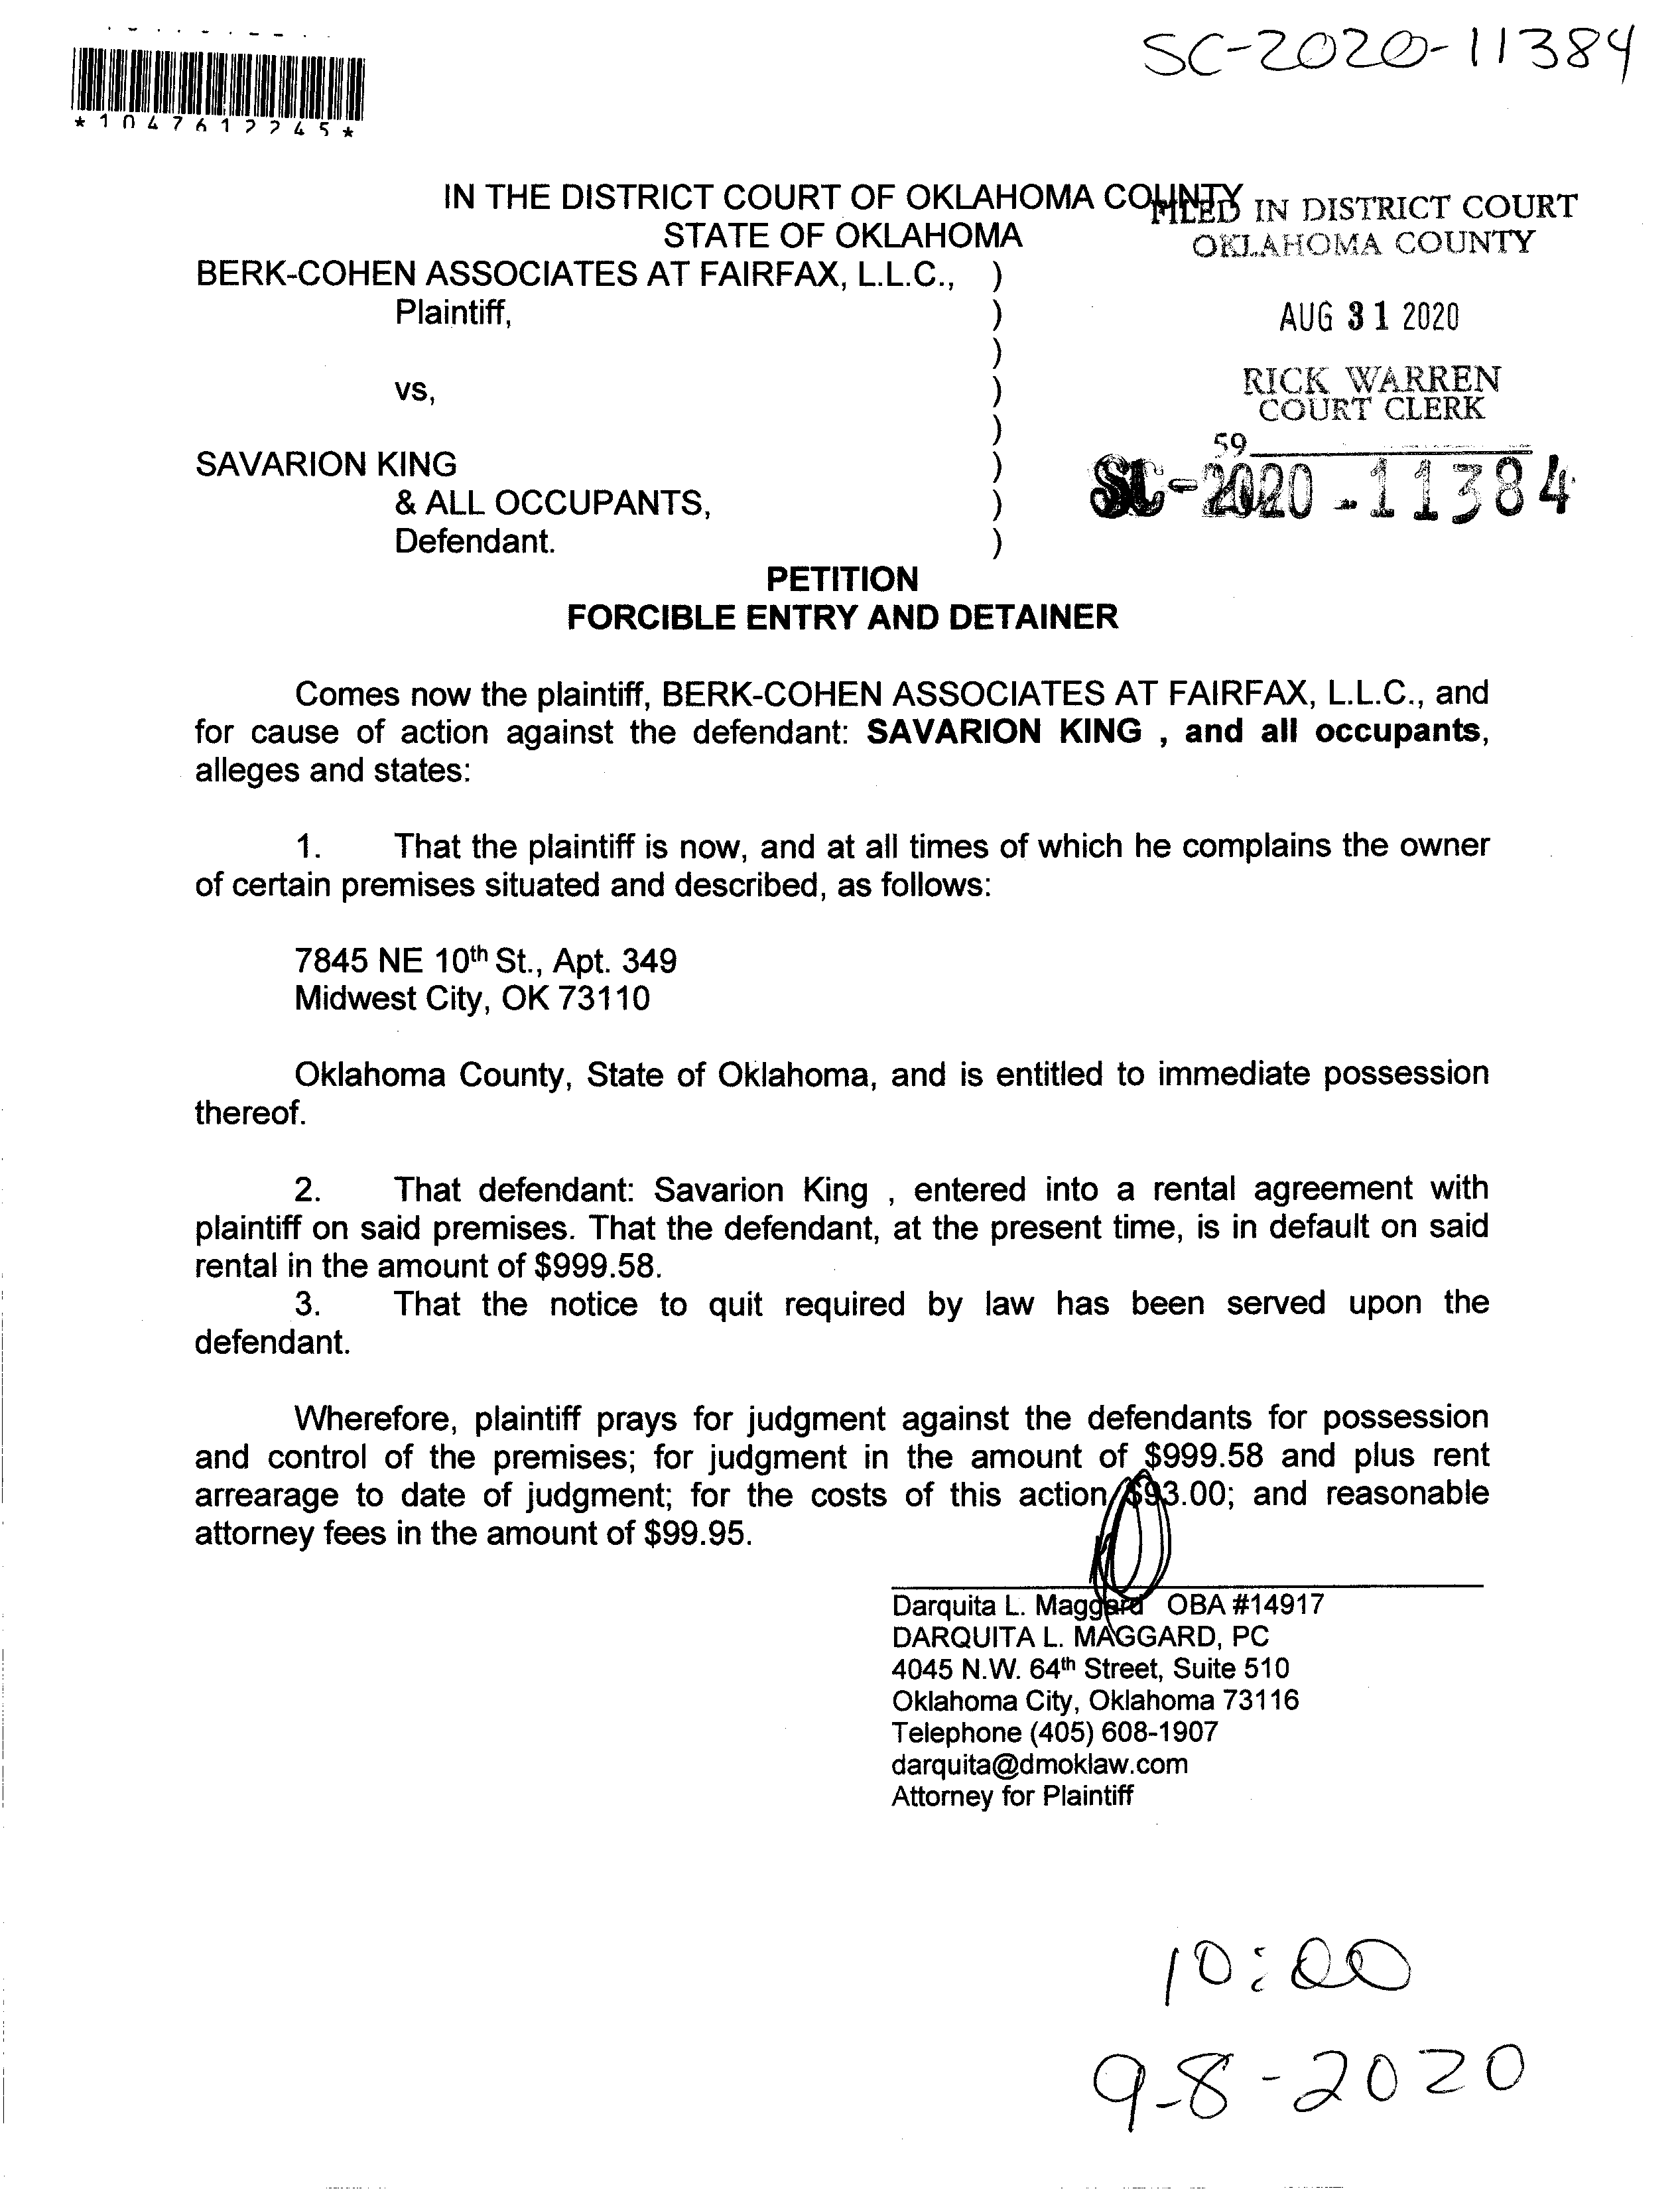 SC-2020-11384
*1047612245*
IN THE DISTRICT COURT OF OKLAHOMA COUNTY
STATE OF OKLAHOMA
FILED IN DISTRICT COURT
OKLAHOMA COUNTY
BERK-COHEN ASSOCIATES AT FAIRFAX, L.L.C., )
Plaintiff, )
)
vs, )
)
SAVARION KING )
& ALL OCCUPANTS, )
Defendant. )
AUG 31 2020
RICK WARREN
COURT CLERK
59
SC-2020-11384
PETITION
FORCIBLE ENTRY AND DETAINER
Comes now the plaintiff, BERK-COHEN ASSOCIATES AT FAIRFAX, L.L.C., and
for cause of action against the defendant: SAVARION KING , and all occupants,
alleges and states:
1. That the plaintiff is now, and at all times of which he complains the owner
of certain premises situated and described, as follows:
7845 NE 10th St., Apt. 349
Midwest City, OK 73110
Oklahoma County, State of Oklahoma, and is entitled to immediate possession
thereof.
2. That defendant: Savarion King , entered into a rental agreement with
plaintiff on said premises. That the defendant, at the present time, is in default on said
rental in the amount of $999.58.
3. That the notice to quit required by law has been served upon the
defendant.
Wherefore, plaintiff prays for judgment against the defendants for possession
and control of the premises; for judgment in the amount of $999.58 and plus rent
arrearage to date of judgment; for the costs of this action $93.00; and reasonable
attorney fees in the amount of $99.95.
Darquita L. Maggard OBA #14917
DARQUITA L. MAGGARD, PC
4045 N.W. 64th Street, Suite 510
Oklahoma City, Oklahoma 73116
Telephone (405) 608-1907
darquita@dmoklaw.com
Attorney for Plaintiff
10:00
9-8-2020